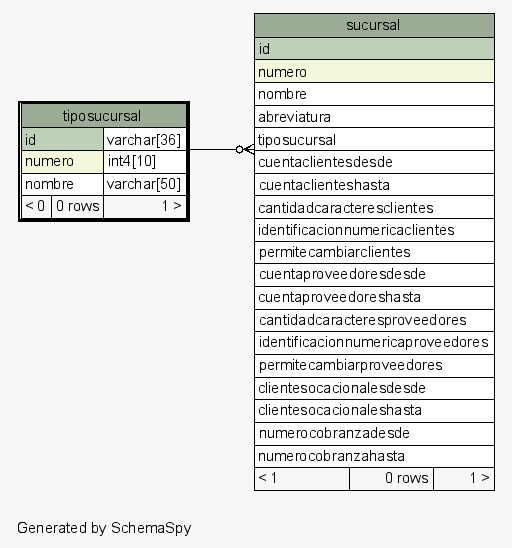 tiposucursal
id varchar[36]
numero int4[10]
nombre varchar[50]
< 0 0 rows 1 >
sucursal
id
numero
nombre
abreviatura
tiposucursal
cuentaclientesdesde
cuentaclienteshasta
cantidadcaracteresclientes
identificacionnumericaclientes
permitecambiarclientes
cuentaproveedoresdesde
cuentaproveedoreshasta
cantidadcaracteresproveedores
identificacionnumericaproveedores
permitecambiarproveedores
clientesocacionalesdesde
clientesocacionaleshasta
numerocobranzadesde
numerocobranzahasta
< 1 0 rows 1 >
Generated by SchemaSpy